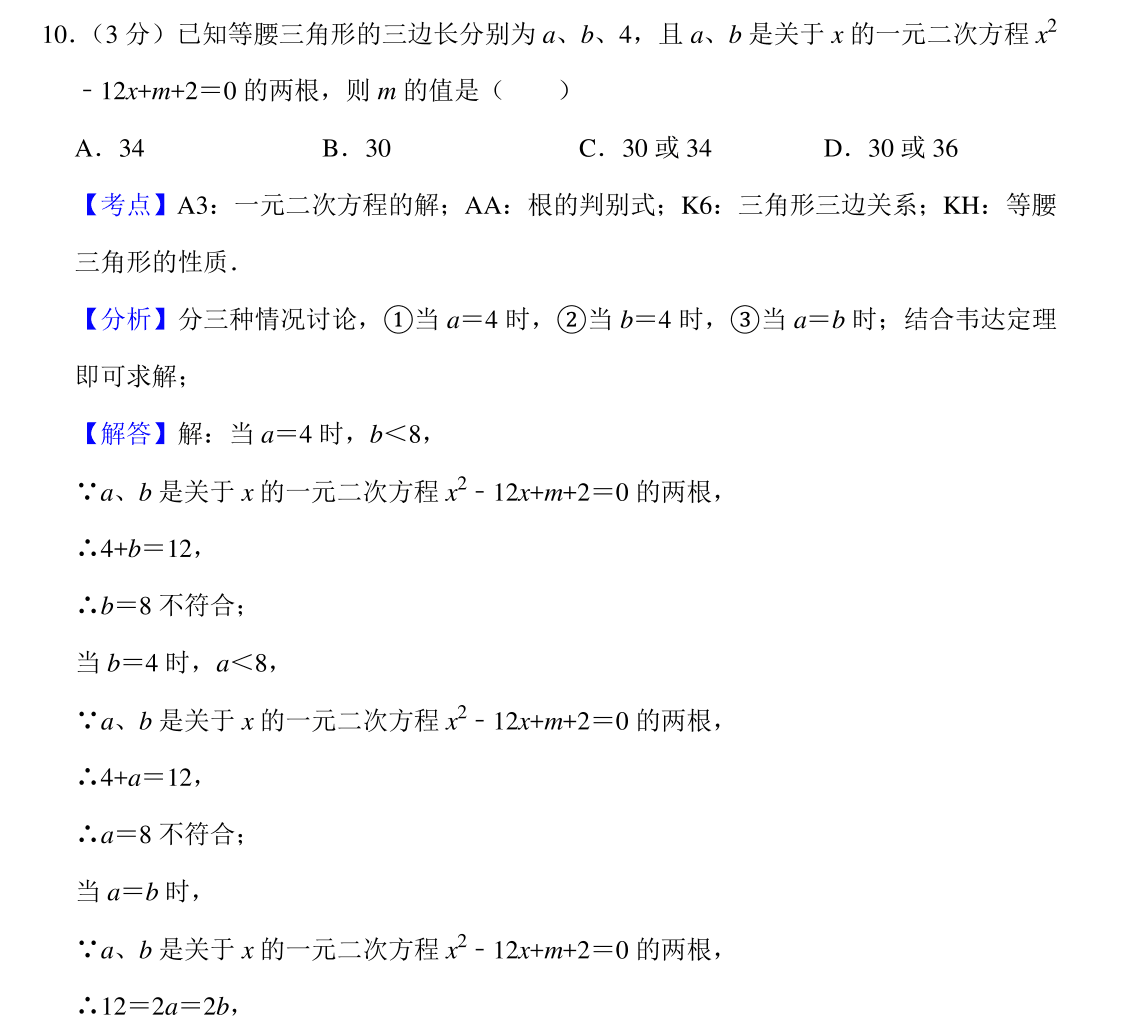 10.（3 分）已知等腰三角形的三边长分别为 a、b、4，且 a、b 是关于 x 的一元二次方程 x²
﹣12x+m+2＝0 的两根，则 m 的值是（　　）
A．34　B．30　C．30 或 34　D．30 或 36
【考点】A3：一元二次方程的解；AA：根的判别式；K6：三角形三边关系；KH：等腰
三角形的性质．
【分析】分三种情况讨论，①当 a＝4 时，②当 b＝4 时，③当 a＝b 时；结合韦达定理
即可求解；
【解答】解：当 a＝4 时，b＜8，
∵a、b 是关于 x 的一元二次方程 x²﹣12x+m+2＝0 的两根，
∴4+b＝12，
∴b＝8 不符合；
当 b＝4 时，a＜8，
∵a、b 是关于 x 的一元二次方程 x²﹣12x+m+2＝0 的两根，
∴4+a＝12，
∴a＝8 不符合；
当 a＝b 时，
∵a、b 是关于 x 的一元二次方程 x²﹣12x+m+2＝0 的两根，
∴12＝2a＝2b，